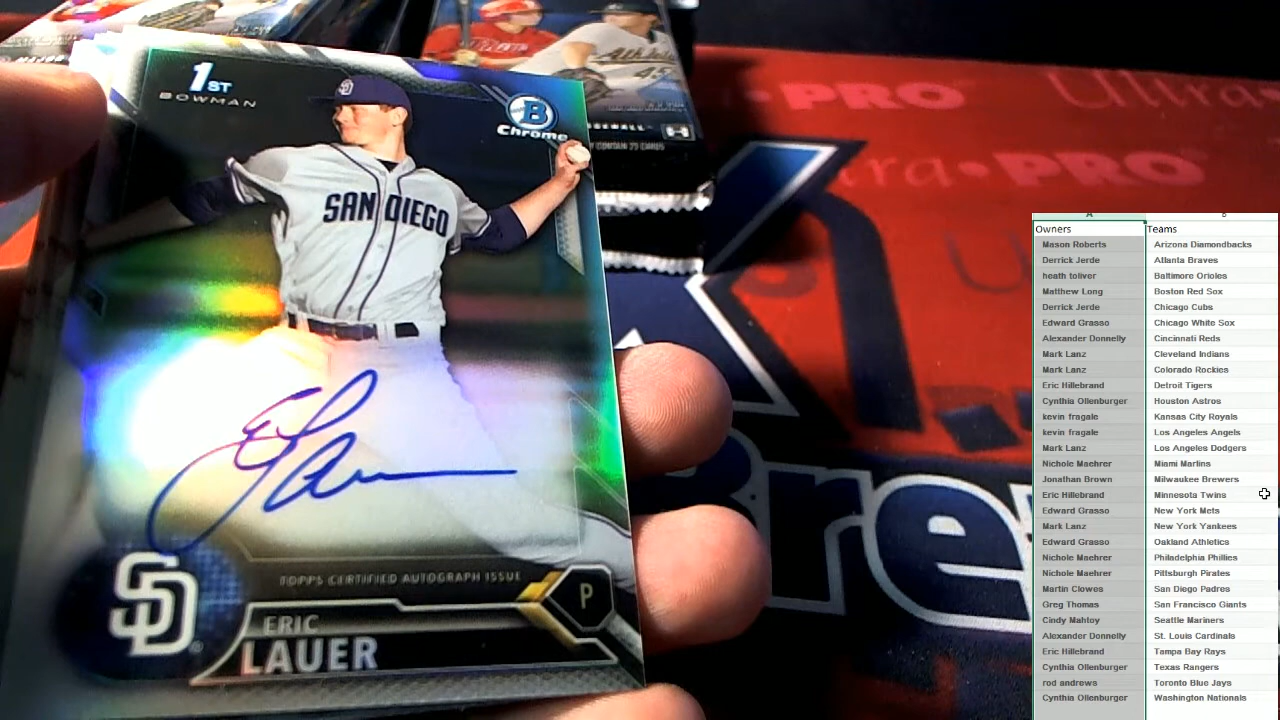 1ST
BOWMAN
B
Chrome
SAN DIEGO
TOPPS CERTIFIED AUTOGRAPH ISSUE
P
SD
ERIC
LAUER
Athletics
BASEBALL
PRO
Ultra
PRO
Bre
A B
Owners Teams
Mason Roberts Arizona Diamondbacks
Derrick Jerde Atlanta Braves
heath toliver Baltimore Orioles
Matthew Long Boston Red Sox
Derrick Jerde Chicago Cubs
Edward Grasso Chicago White Sox
Alexander Donnelly Cincinnati Reds
Mark Lanz Cleveland Indians
Mark Lanz Colorado Rockies
Eric Hillebrand Detroit Tigers
Cynthia Ollenburger Houston Astros
kevin fragale Kansas City Royals
kevin fragale Los Angeles Angels
Mark Lanz Los Angeles Dodgers
Nichole Maehrer Miami Marlins
Jonathan Brown Milwaukee Brewers
Eric Hillebrand Minnesota Twins
Edward Grasso New York Mets
Mark Lanz New York Yankees
Edward Grasso Oakland Athletics
Nichole Maehrer Philadelphia Phillies
Nichole Maehrer Pittsburgh Pirates
Martin Clowes San Diego Padres
Greg Thomas San Francisco Giants
Cindy Mahtoy Seattle Mariners
Alexander Donnelly St. Louis Cardinals
Eric Hillebrand Tampa Bay Rays
Cynthia Ollenburger Texas Rangers
rod andrews Toronto Blue Jays
Cynthia Ollenburger Washington Nationals